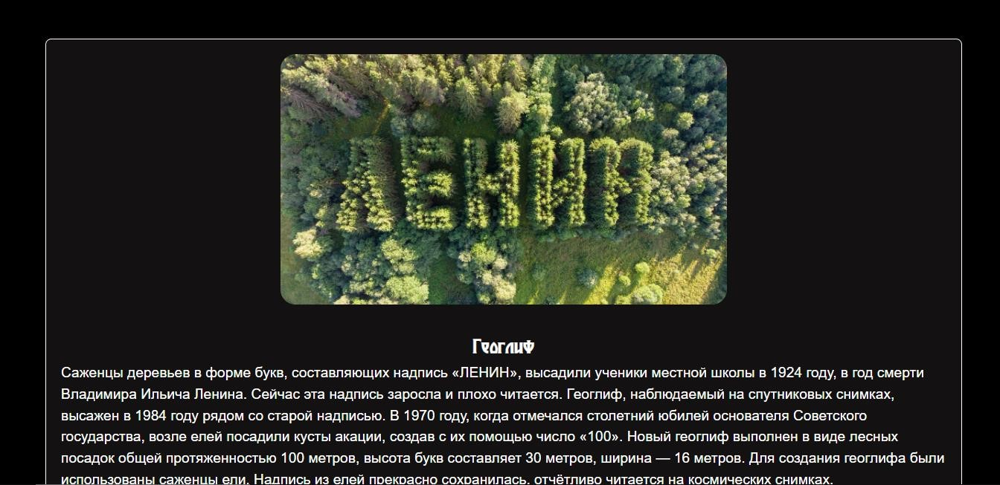 ЛЕНИН
Геоглиф
Саженцы деревьев в форме букв, составляющих надпись «ЛЕНИН», высадили ученики местной школы в 1924 году, в год смерти
Владимира Ильича Ленина. Сейчас эта надпись заросла и плохо читается. Геоглиф, наблюдаемый на спутниковых снимках,
высажен в 1984 году рядом со старой надписью. В 1970 году, когда отмечался столетний юбилей основателя Советского
государства, возле елей посадили кусты акации, создав с их помощью число «100». Новый геоглиф выполнен в виде лесных
посадок общей протяженностью 100 метров, высота букв составляет 30 метров, ширина — 16 метров. Для создания геоглифа были
использованы саженцы ели. Надпись из елей прекрасно сохранилась, отчётливо читается на космических снимках.